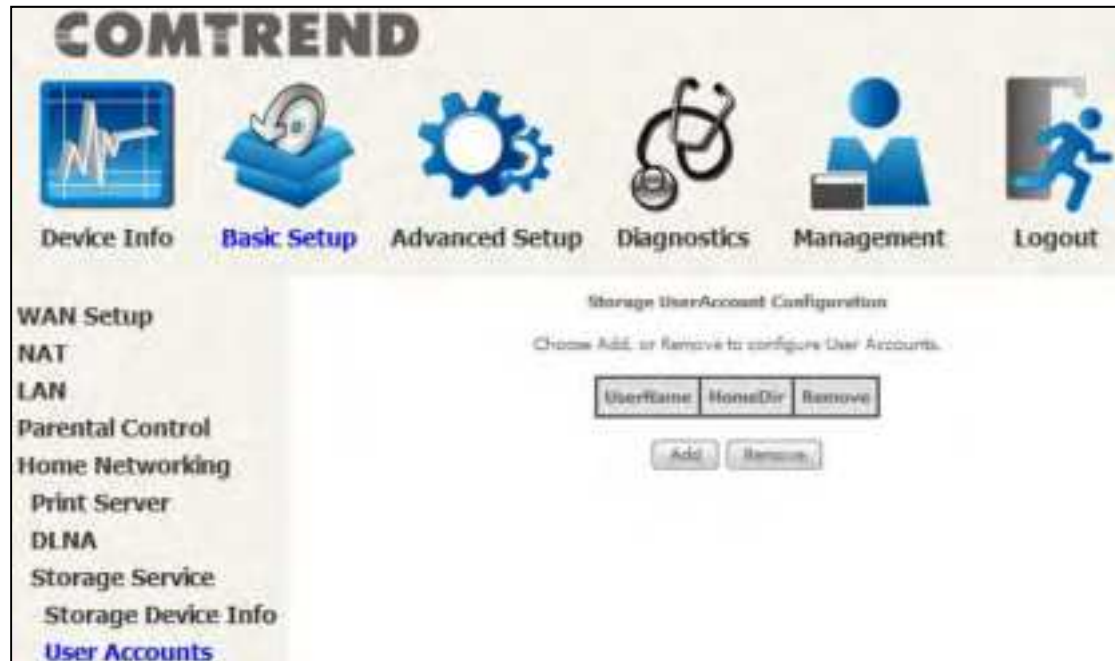 COMTREND
Device Info Basic Setup Advanced Setup Diagnostics Management Logout
WAN Setup
NAT
LAN
Parental Control
Home Networking
Print Server
DLNA
Storage Service
Storage Device Info
User Accounts
Storage UserAccount Configuration
Choose Add, or Remove to configure User Accounts.
UserName HomeDir Remove
Add Remove